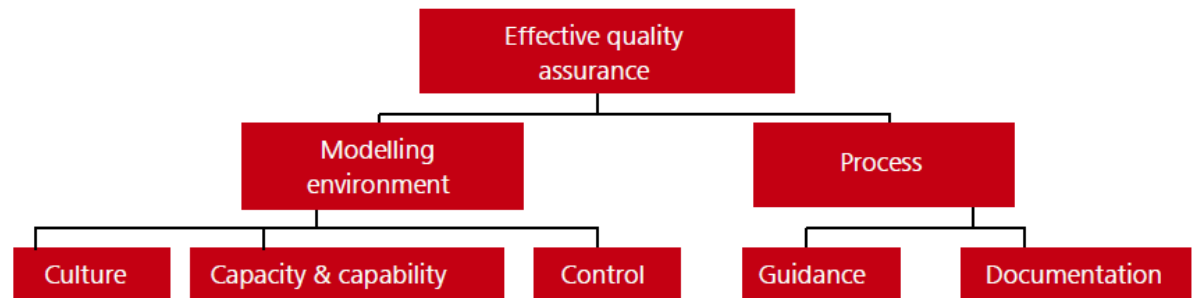 Effective quality
assurance
Modelling
environment
Process
Culture
Capacity & capability
Control
Guidance
Documentation